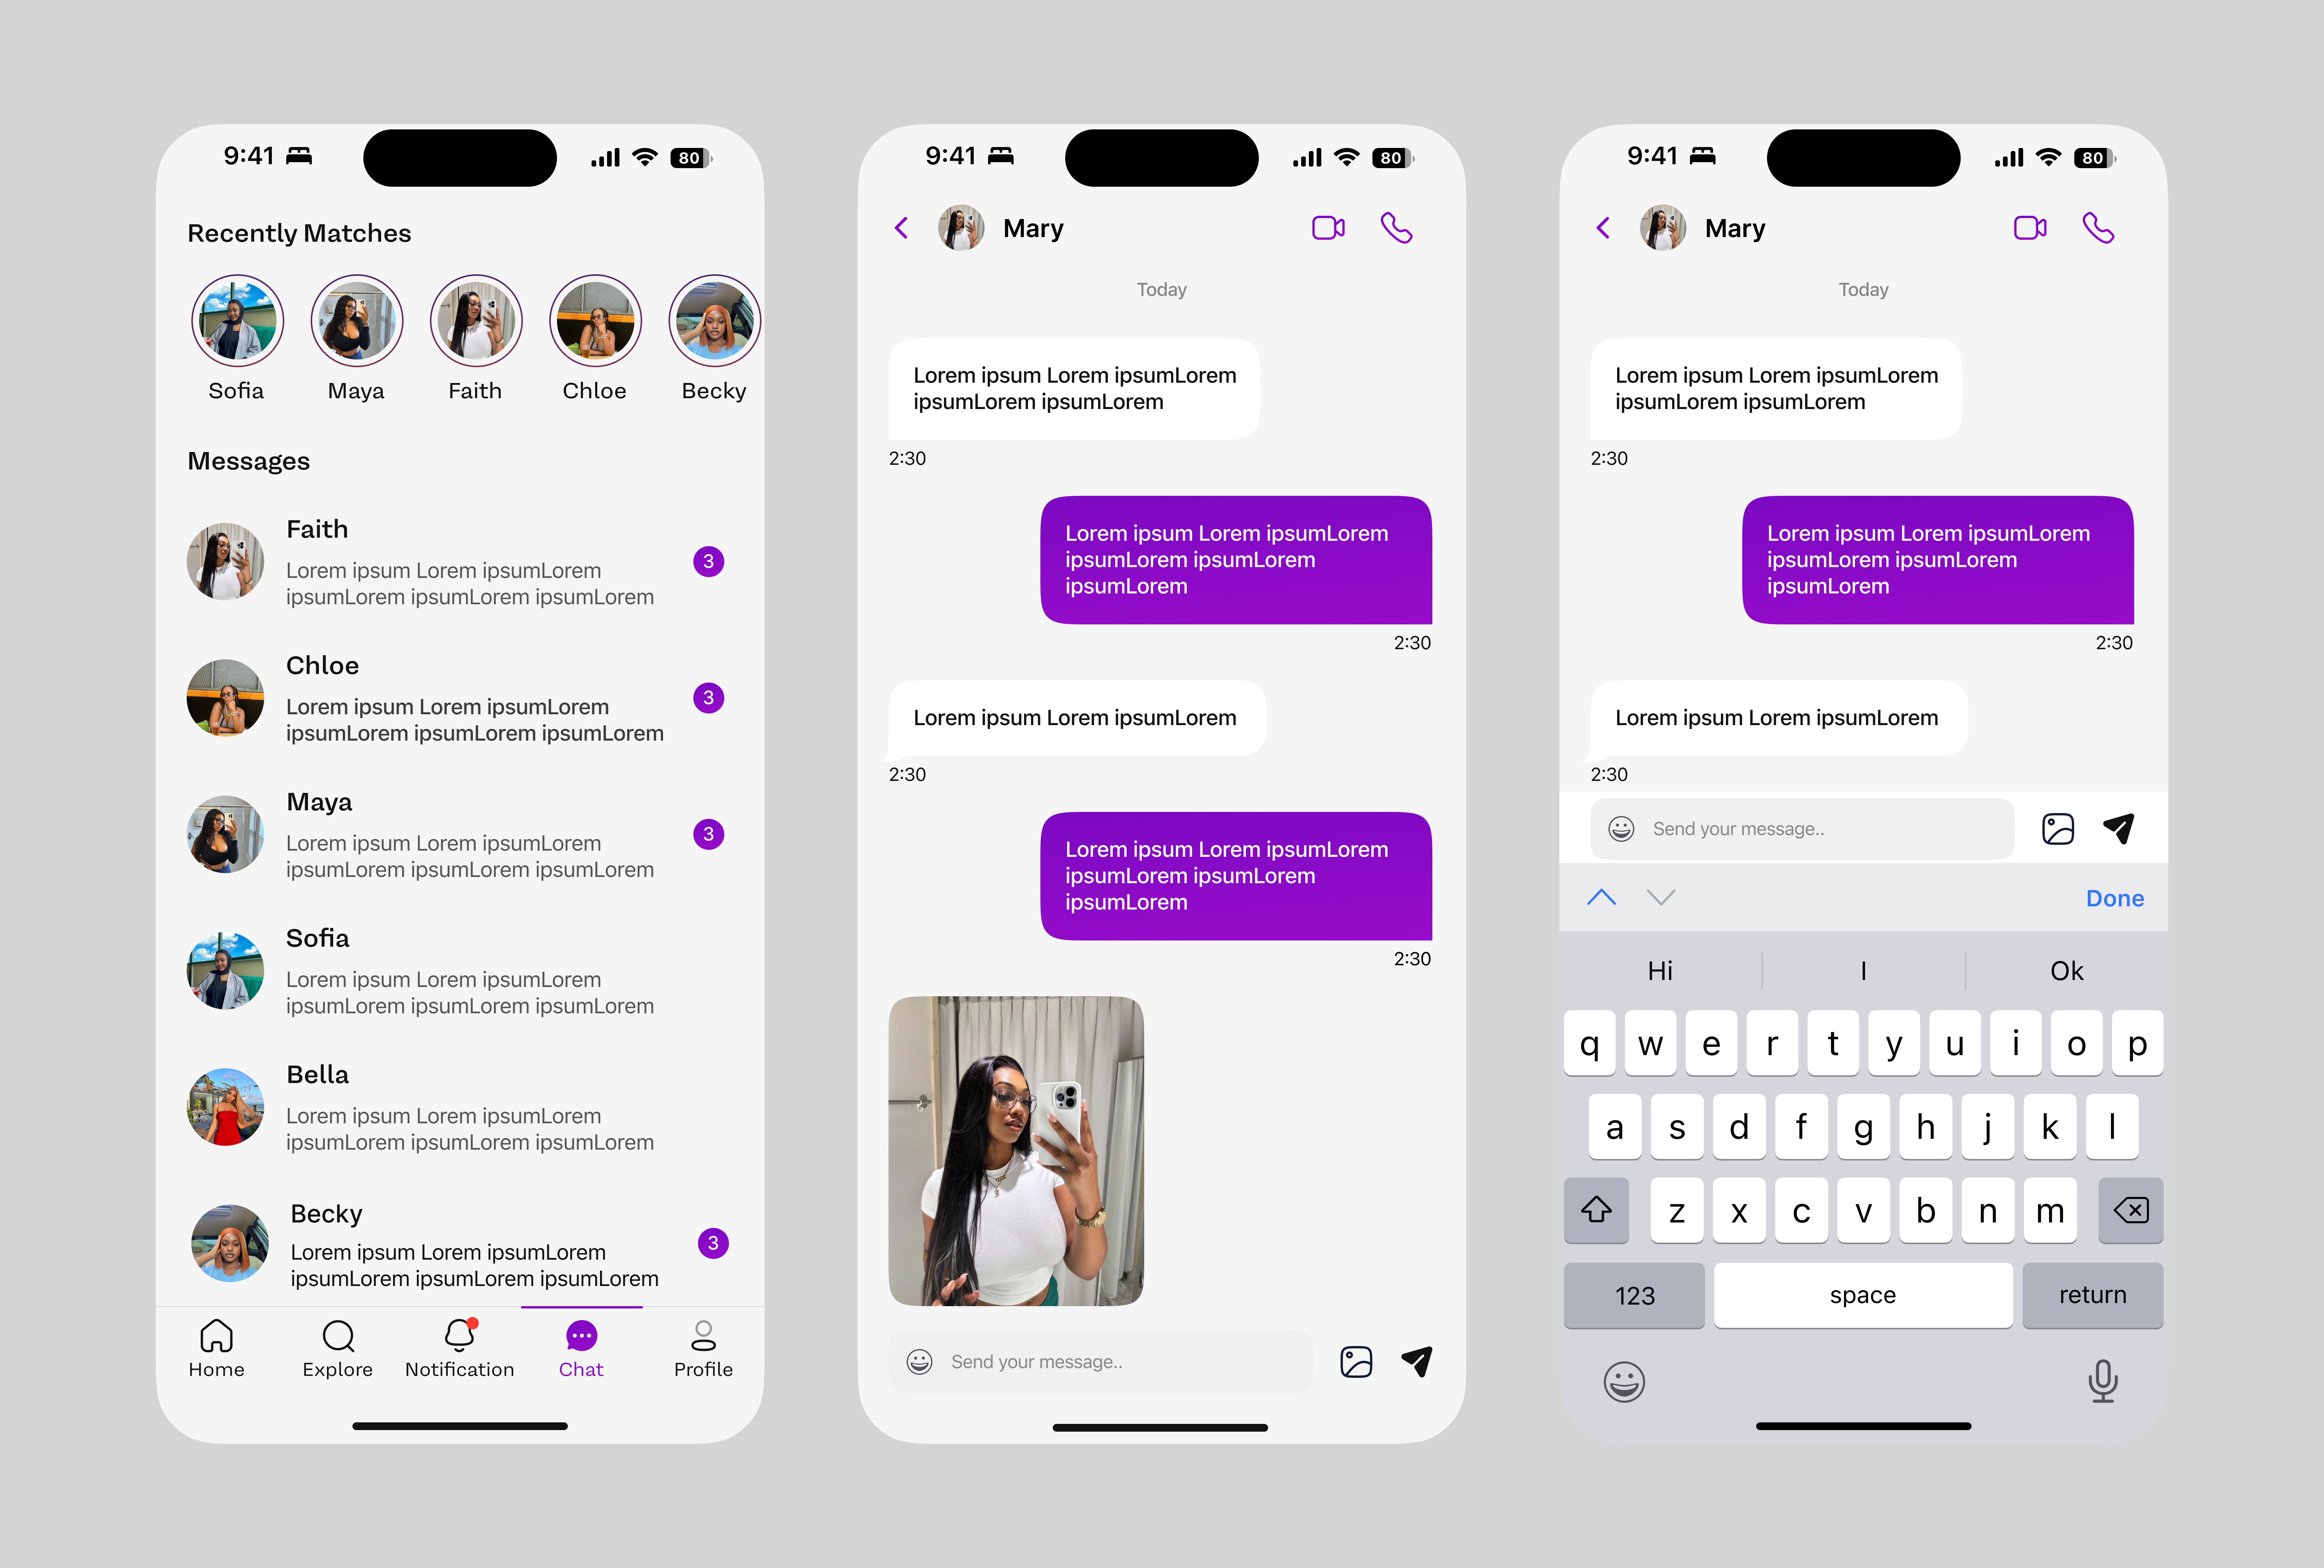 9:41
80
Recently Matches
Sofia
Maya
Faith
Chloe
Becky
Messages
Faith
Lorem ipsum Lorem ipsumLorem
ipsumLorem ipsumLorem ipsumLorem
3
Chloe
Lorem ipsum Lorem ipsumLorem
ipsumLorem ipsumLorem ipsumLorem
3
Maya
Lorem ipsum Lorem ipsumLorem
ipsumLorem ipsumLorem ipsumLorem
3
Sofia
Lorem ipsum Lorem ipsumLorem
ipsumLorem ipsumLorem ipsumLorem
Bella
Lorem ipsum Lorem ipsumLorem
ipsumLorem ipsumLorem ipsumLorem
Becky
Lorem ipsum Lorem ipsumLorem
ipsumLorem ipsumLorem ipsumLorem
3
Home
Explore
Notification
Chat
Profile
9:41
80
Mary
Today
Lorem ipsum Lorem ipsumLorem
ipsumLorem ipsumLorem
2:30
Lorem ipsum Lorem ipsumLorem
ipsumLorem ipsumLorem
ipsumLorem
2:30
Lorem ipsum Lorem ipsumLorem
2:30
Lorem ipsum Lorem ipsumLorem
ipsumLorem ipsumLorem
ipsumLorem
2:30
Send your message..
9:41
80
Mary
Today
Lorem ipsum Lorem ipsumLorem
ipsumLorem ipsumLorem
2:30
Lorem ipsum Lorem ipsumLorem
ipsumLorem ipsumLorem
ipsumLorem
2:30
Lorem ipsum Lorem ipsumLorem
2:30
Send your message..
Done
Hi I Ok
q w e r t y u i o p
a s d f g h j k l
z x c v b n m
123 space return